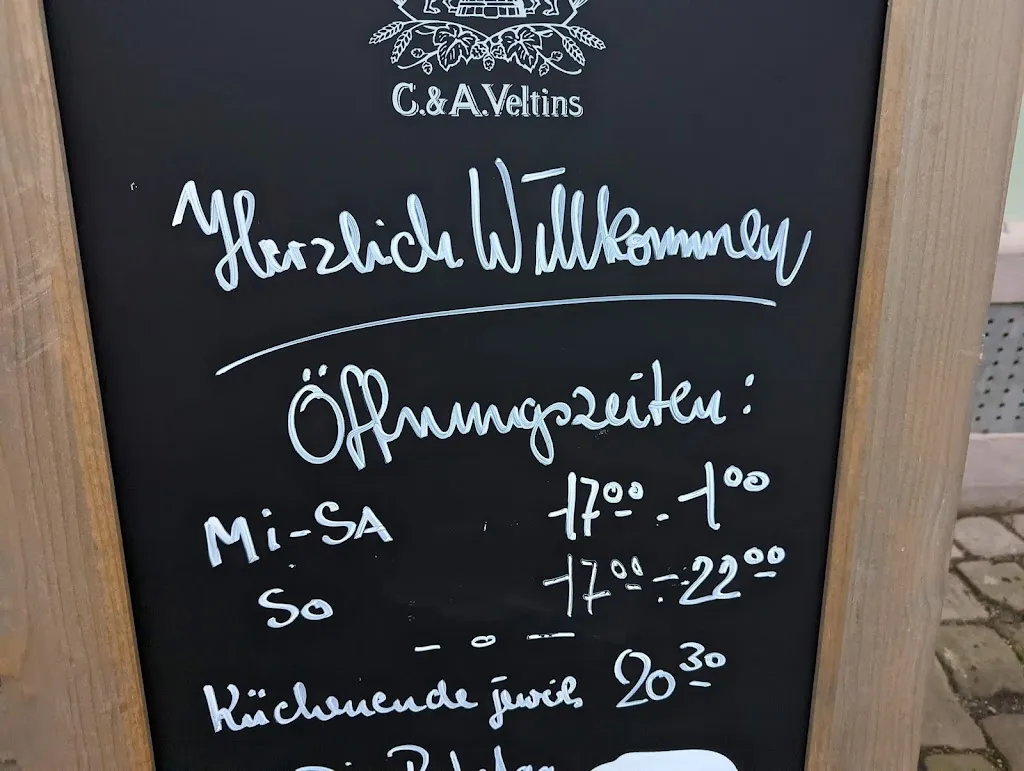 C.&A.Veltins
Herzlich Willkommen
Öffnungszeiten:
Mi-SA 17⁰⁰ - 1⁰⁰
So 17⁰⁰ - 22⁰⁰
Küchenende jeweils 20³⁰